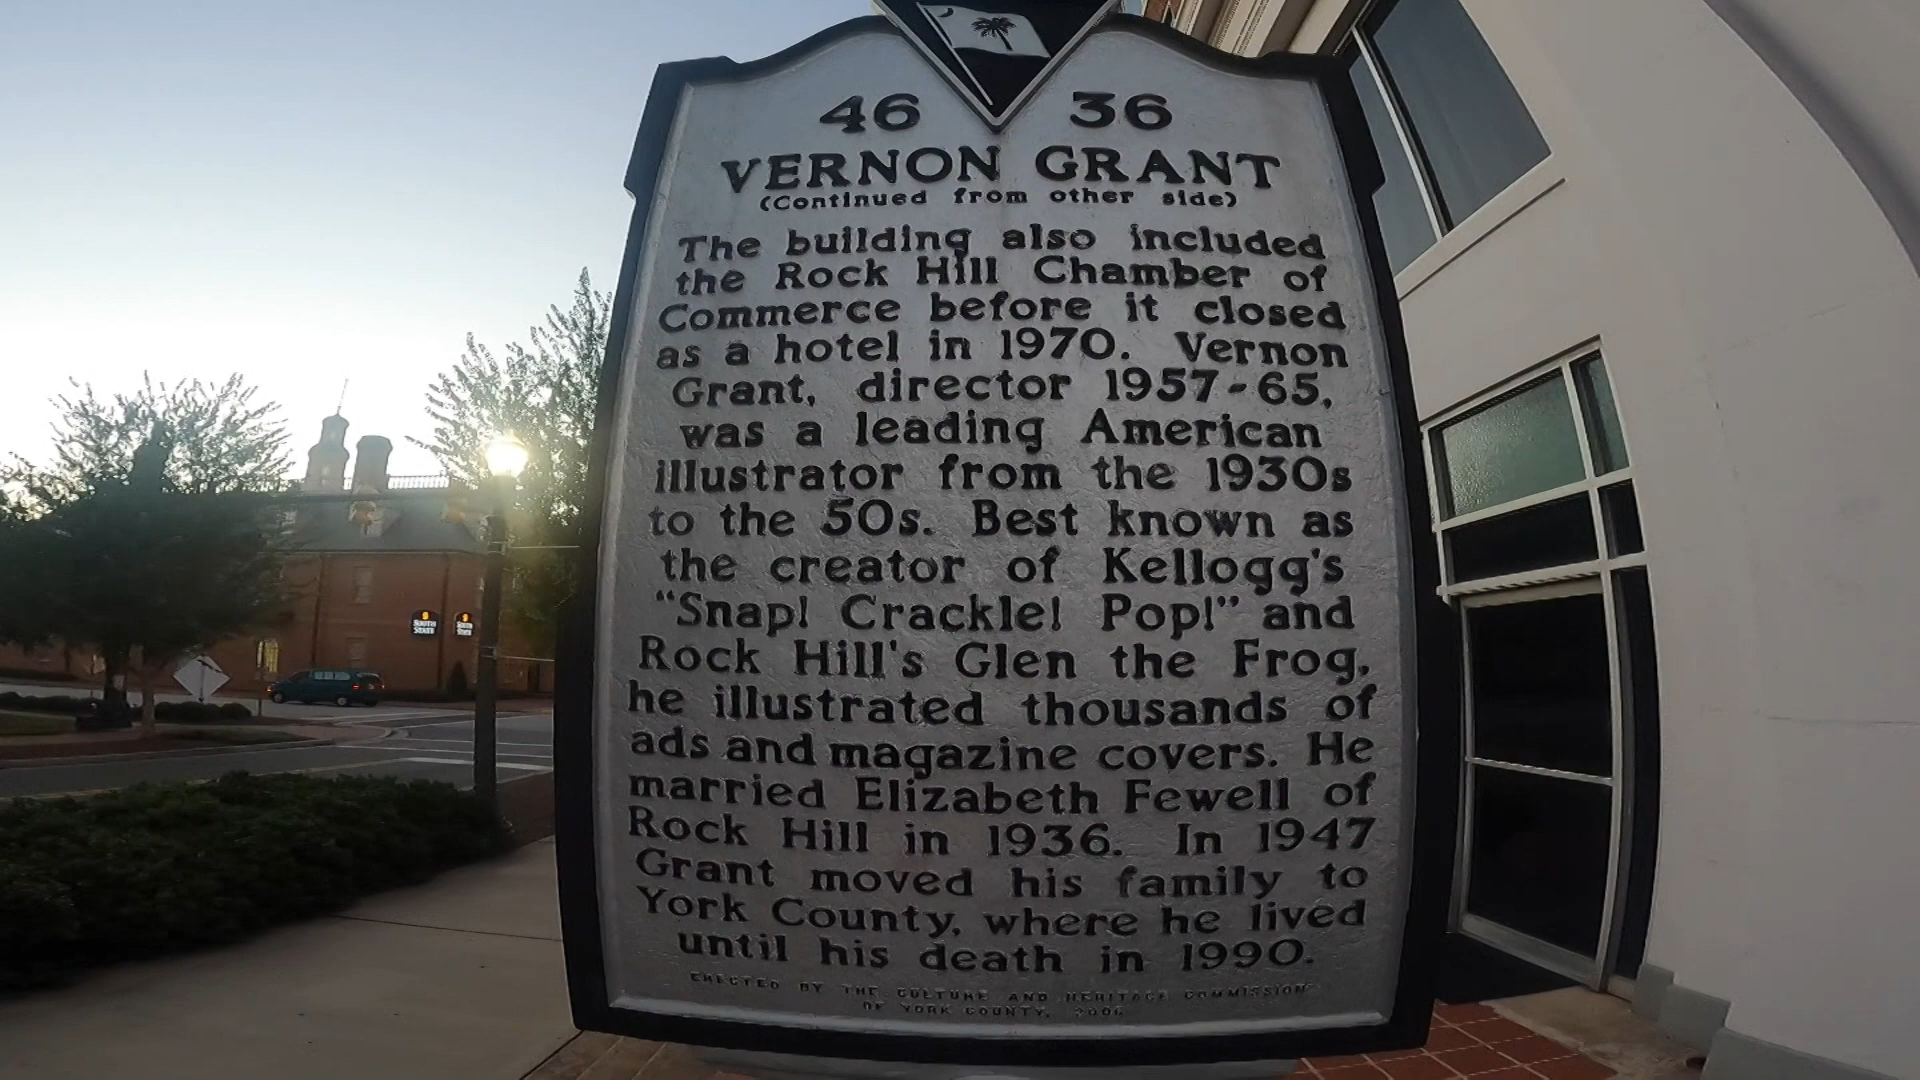 46 36
VERNON GRANT
(Continued from other side)
The building also included
the Rock Hill Chamber of
Commerce before it closed
as a hotel in 1970. Vernon
Grant, director 1957-65,
was a leading American
illustrator from the 1930s
to the 50s. Best known as
the creator of Kellogg's
“Snap! Crackle! Pop!” and
Rock Hill's Glen the Frog,
he illustrated thousands of
ads and magazine covers. He
married Elizabeth Fewell of
Rock Hill in 1936. In 1947
Grant moved his family to
York County, where he lived
until his death in 1990.
ERECTED BY THE CULTURE AND HERITAGE COMMISSION
OF YORK COUNTY, 2006
SOUTH
STATE